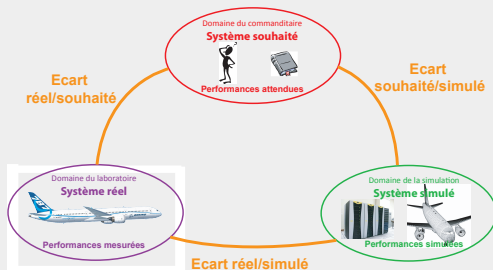 Domaine du commanditaire
Système souhaité
Performances attendues
Ecart
réel/souhaité
Ecart
souhaité/simulé
Domaine du laboratoire
Système réel
Performances mesurées
Domaine de la simulation
Système simulé
Performances simulées
Ecart réel/simulé